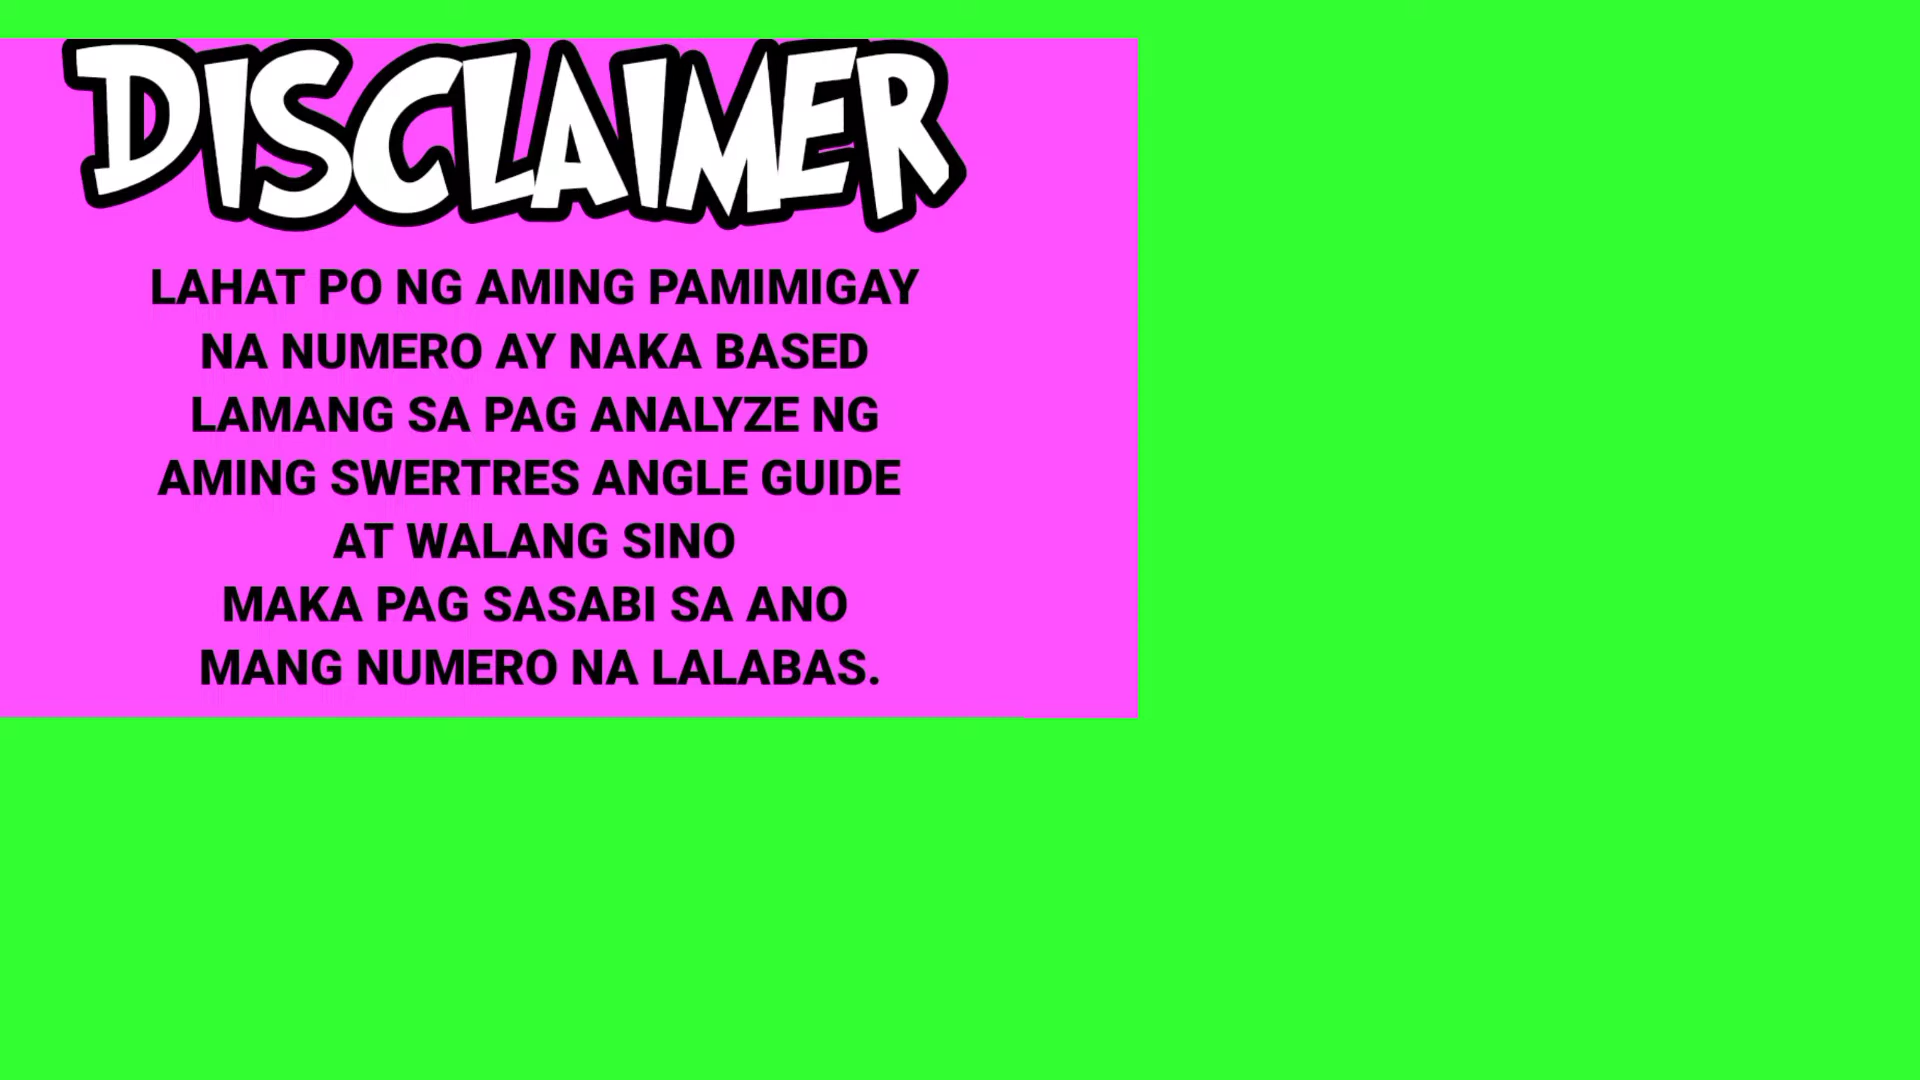 DISCLAIMER
LAHAT PO NG AMING PAMIMIGAY
NA NUMERO AY NAKA BASED
LAMANG SA PAG ANALYZE NG
AMING SWERTRES ANGLE GUIDE
AT WALANG SINO
MAKA PAG SASABI SA ANO
MANG NUMERO NA LALABAS.